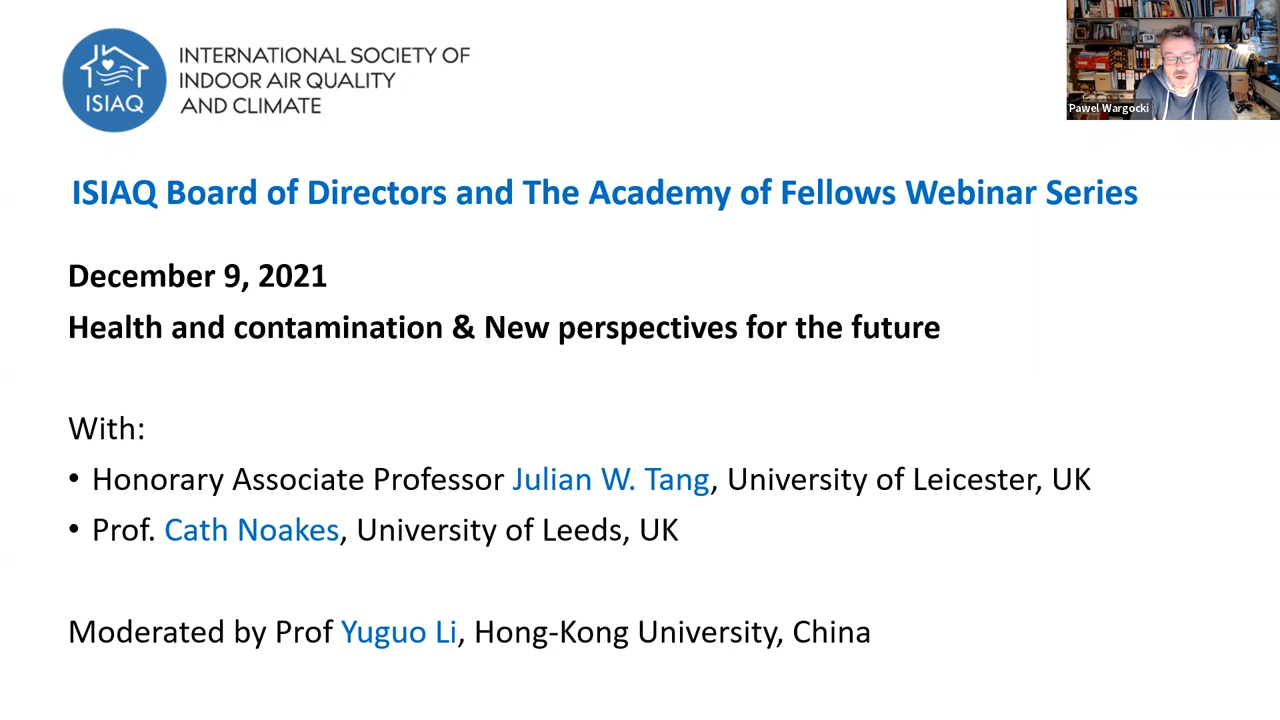 ISIAQ
INTERNATIONAL SOCIETY OF
INDOOR AIR QUALITY
AND CLIMATE
Pawel Wargocki
ISIAQ Board of Directors and The Academy of Fellows Webinar Series
December 9, 2021
Health and contamination & New perspectives for the future
With:
• Honorary Associate Professor Julian W. Tang, University of Leicester, UK
• Prof. Cath Noakes, University of Leeds, UK
Moderated by Prof Yuguo Li, Hong-Kong University, China